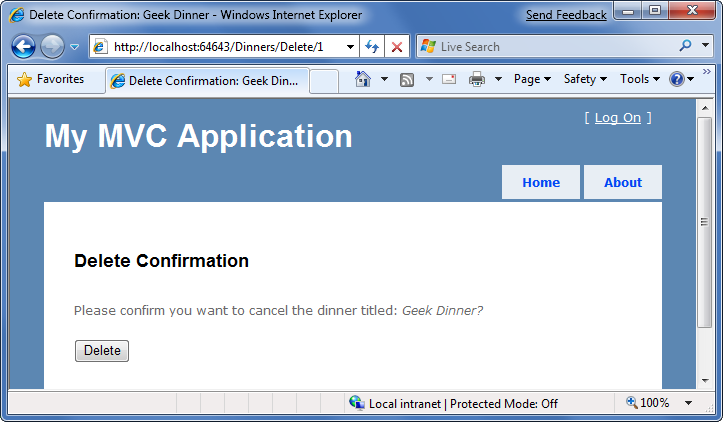 Delete Confirmation: Geek Dinner - Windows Internet Explorer
Send Feedback
http://localhost:64643/Dinners/Delete/1
Live Search
Favorites
Delete Confirmation: Geek Din...
Page
Safety
Tools
[ Log On ]
My MVC Application
Home
About
Delete Confirmation
Please confirm you want to cancel the dinner titled: Geek Dinner?
Delete
Local intranet | Protected Mode: Off
100%